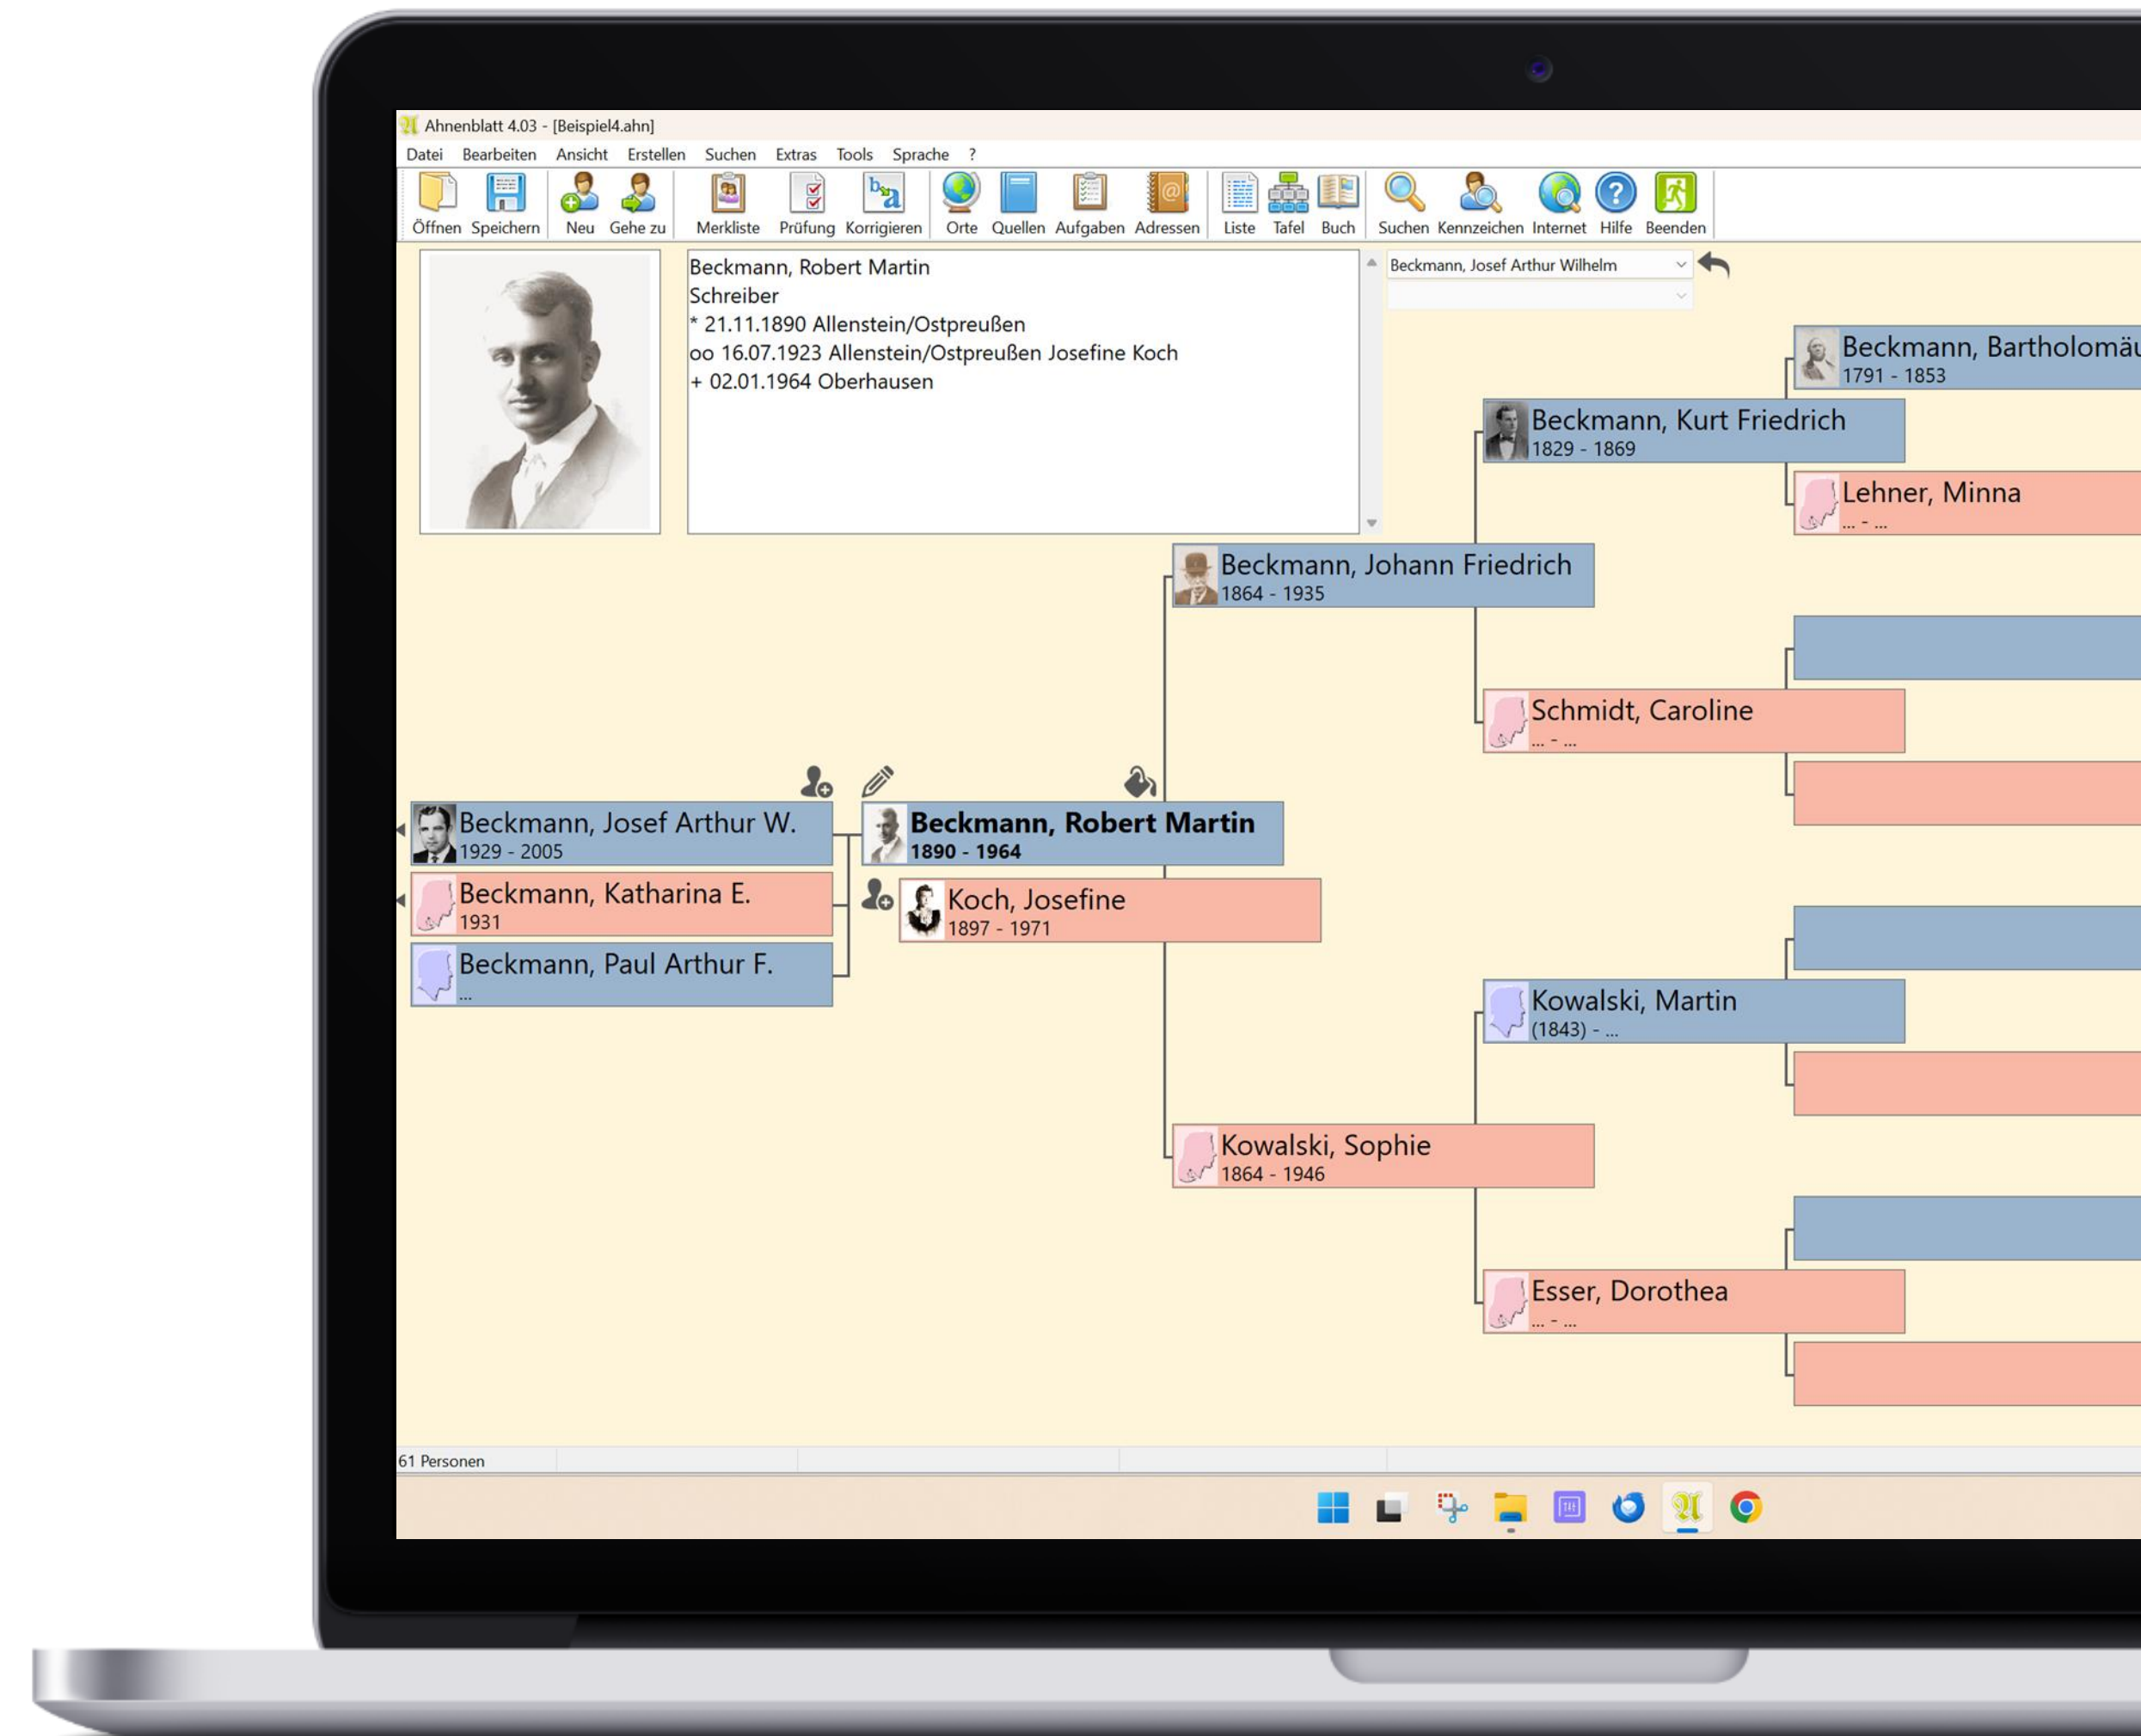 Ahnenblatt 4.03 - [Beispiel4.ahn]
Datei Bearbeiten Ansicht Erstellen Suchen Extras Tools Sprache ?
Öffnen Speichern Neu Gehe zu Merkliste Prüfung Korrigieren Orte Quellen Aufgaben Adressen Liste Tafel Buch Suchen Kennzeichen Internet Hilfe Beenden
Beckmann, Robert Martin
Schreiber
* 21.11.1890 Allenstein/Ostpreußen
oo 16.07.1923 Allenstein/Ostpreußen Josefine Koch
+ 02.01.1964 Oberhausen
Beckmann, Josef Arthur Wilhelm
Beckmann, Bartholomäu
1791 - 1853
Beckmann, Kurt Friedrich
1829 - 1869
Lehner, Minna
... - ...
Beckmann, Johann Friedrich
1864 - 1935
Schmidt, Caroline
... - ...
Beckmann, Josef Arthur W.
1929 - 2005
Beckmann, Robert Martin
1890 - 1964
Beckmann, Katharina E.
1931
Koch, Josefine
1897 - 1971
Beckmann, Paul Arthur F.
...
Kowalski, Martin
(1843) - ...
Kowalski, Sophie
1864 - 1946
Esser, Dorothea
... - ...
61 Personen